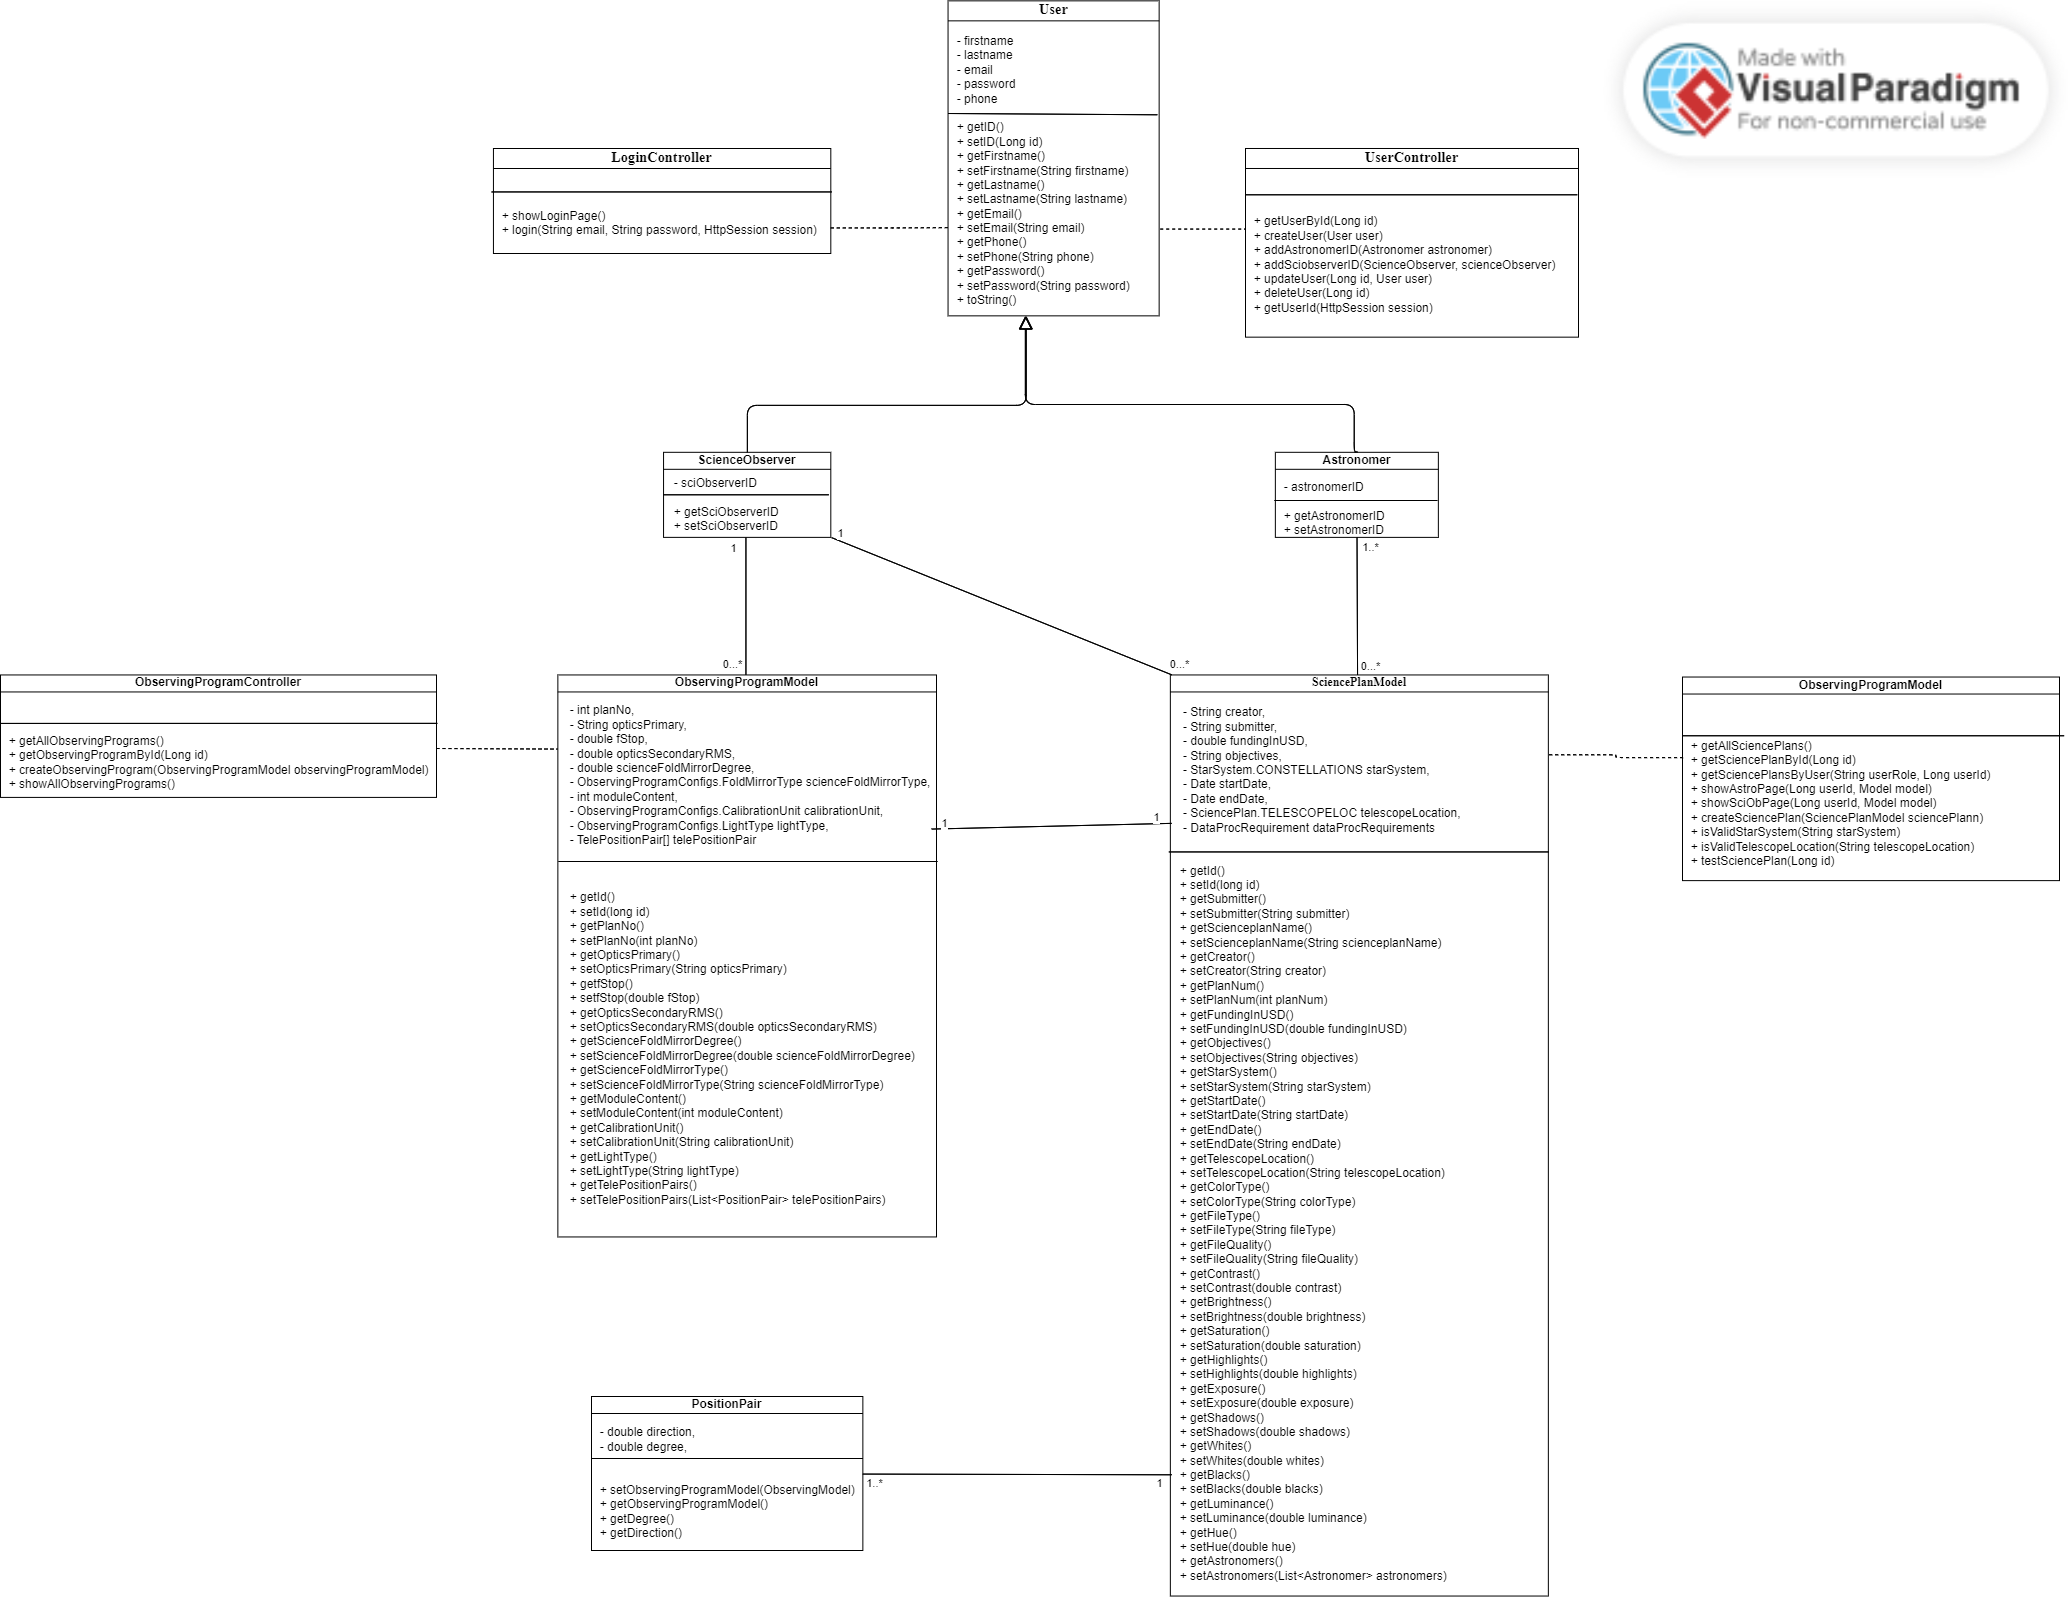 User
- firstname
- lastname
- email
- password
- phone
+ getID()
+ setID(Long id)
+ getFirstname()
+ setFirstname(String firstname)
+ getLastname()
+ setLastname(String lastname)
+ getEmail()
+ setEmail(String email)
+ getPhone()
+ setPhone(String phone)
+ getPassword()
+ setPassword(String password)
+ toString()
Made with
Visual Paradigm
For non-commercial use
LoginController
+ showLoginPage()
+ login(String email, String password, HttpSession session)
UserController
+ getUserById(Long id)
+ createUser(User user)
+ addAstronomerID(Astronomer astronomer)
+ addSciobserverID(ScienceObserver, scienceObserver)
+ updateUser(Long id, User user)
+ deleteUser(Long id)
+ getUserId(HttpSession session)
ScienceObserver
- sciObserverID
+ getSciObserverID
+ setSciObserverID
1
1
Astronomer
- astronomerID
+ getAstronomerID
+ setAstronomerID
1..*
0...*
0...*
0...*
ObservingProgramController
+ getAllObservingPrograms()
+ getObservingProgramById(Long id)
+ createObservingProgram(ObservingProgramModel observingProgramModel)
+ showAllObservingPrograms()
ObservingProgramModel
- int planNo,
- String opticsPrimary,
- double fStop,
- double opticsSecondaryRMS,
- double scienceFoldMirrorDegree,
- ObservingProgramConfigs.FoldMirrorType scienceFoldMirrorType,
- int moduleContent,
- ObservingProgramConfigs.CalibrationUnit calibrationUnit,
- ObservingProgramConfigs.LightType lightType,
- TelePositionPair[] telePositionPair
+ getId()
+ setId(long id)
+ getPlanNo()
+ setPlanNo(int planNo)
+ getOpticsPrimary()
+ setOpticsPrimary(String opticsPrimary)
+ getfStop()
+ setfStop(double fStop)
+ getOpticsSecondaryRMS()
+ setOpticsSecondaryRMS(double opticsSecondaryRMS)
+ getScienceFoldMirrorDegree()
+ setScienceFoldMirrorDegree(double scienceFoldMirrorDegree)
+ getScienceFoldMirrorType()
+ setScienceFoldMirrorType(String scienceFoldMirrorType)
+ getModuleContent()
+ setModuleContent(int moduleContent)
+ getCalibrationUnit()
+ setCalibrationUnit(String calibrationUnit)
+ getLightType()
+ setLightType(String lightType)
+ getTelePositionPairs()
+ setTelePositionPairs(List<PositionPair> telePositionPairs)
1
1
SciencePlanModel
- String creator,
- String submitter,
- double fundingInUSD,
- String objectives,
- StarSystem.CONSTELLATIONS starSystem,
- Date startDate,
- Date endDate,
- SciencePlan.TELESCOPELOC telescopeLocation,
- DataProcRequirement dataProcRequirements
+ getId()
+ setId(long id)
+ getSubmitter()
+ setSubmitter(String submitter)
+ getScienceplanName()
+ setScienceplanName(String scienceplanName)
+ getCreator()
+ setCreator(String creator)
+ getPlanNum()
+ setPlanNum(int planNum)
+ getFundingInUSD()
+ setFundingInUSD(double fundingInUSD)
+ getObjectives()
+ setObjectives(String objectives)
+ getStarSystem()
+ setStarSystem(String starSystem)
+ getStartDate()
+ setStartDate(String startDate)
+ getEndDate()
+ setEndDate(String endDate)
+ getTelescopeLocation()
+ setTelescopeLocation(String telescopeLocation)
+ getColorType()
+ setColorType(String colorType)
+ getFileType()
+ setFileType(String fileType)
+ getFileQuality()
+ setFileQuality(String fileQuality)
+ getContrast()
+ setContrast(double contrast)
+ getBrightness()
+ setBrightness(double brightness)
+ getSaturation()
+ setSaturation(double saturation)
+ getHighlights()
+ setHighlights(double highlights)
+ getExposure()
+ setExposure(double exposure)
+ getShadows()
+ setShadows(double shadows)
+ getWhites()
+ setWhites(double whites)
+ getBlacks()
+ setBlacks(double blacks)
+ getLuminance()
+ setLuminance(double luminance)
+ getHue()
+ setHue(double hue)
+ getAstronomers()
+ setAstronomers(List<Astronomer> astronomers)
ObservingProgramModel
+ getAllSciencePlans()
+ getSciencePlanById(Long id)
+ getSciencePlansByUser(String userRole, Long userId)
+ showAstroPage(Long userId, Model model)
+ showSciObPage(Long userId, Model model)
+ createSciencePlan(SciencePlanModel sciencePlann)
+ isValidStarSystem(String starSystem)
+ isValidTelescopeLocation(String telescopeLocation)
+ testSciencePlan(Long id)
PositionPair
- double direction,
- double degree,
+ setObservingProgramModel(ObservingModel)
+ getObservingProgramModel()
+ getDegree()
+ getDirection()
1..*
1